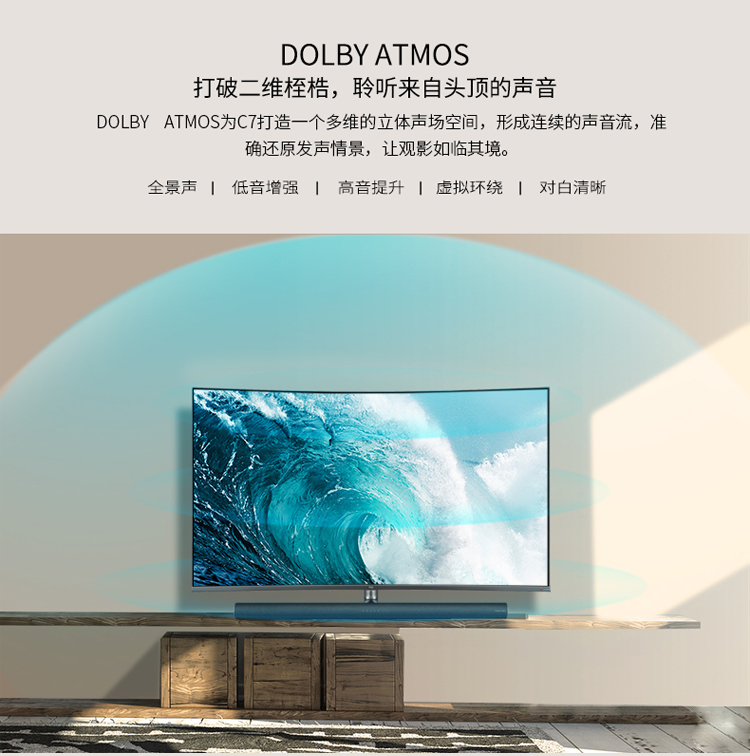 DOLBY ATMOS
打破二维桎梏，聆听来自头顶的声音
DOLBY ATMOS为C7打造一个多维的立体声场空间，形成连续的声音流，准
确还原发声情景，让观影如临其境。
全景声 | 低音增强 | 高音提升 | 虚拟环绕 | 对白清晰